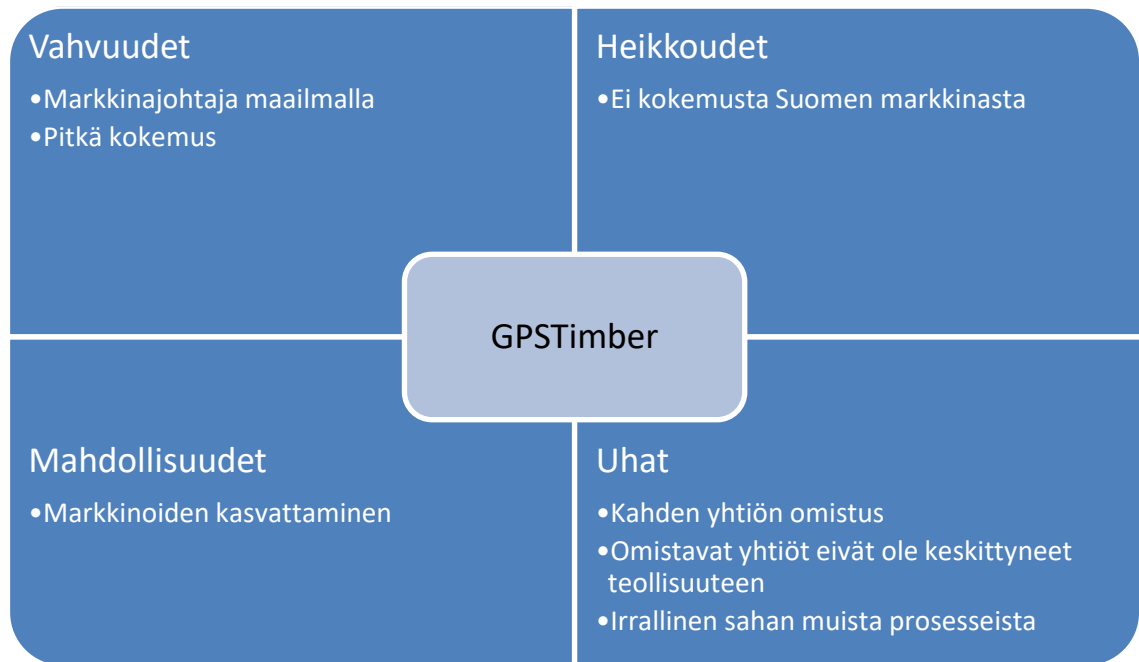 Vahvuudet
•Markkinajohtaja maailmalla
•Pitkä kokemus
Heikkoudet
•Ei kokemusta Suomen markkinasta
GPSTimber
Mahdollisuudet
•Markkinoiden kasvattaminen
Uhat
•Kahden yhtiön omistus
•Omistavat yhtiöt eivät ole keskittyneet
teollisuuteen
•Irrallinen sahan muista prosesseista